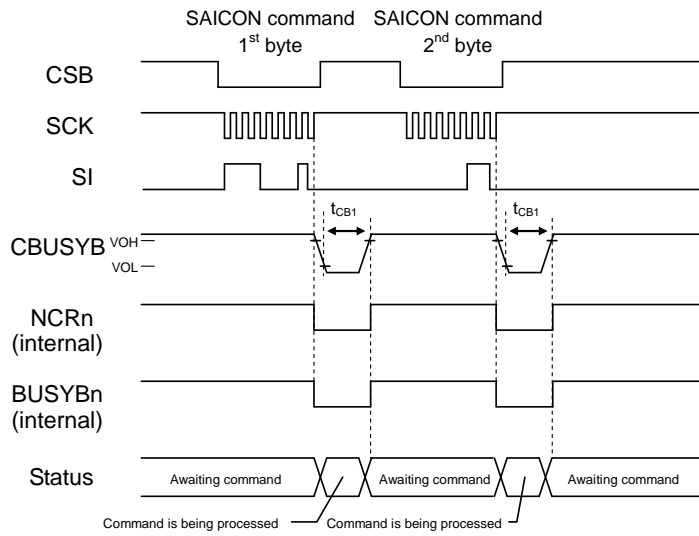 SAICON command SAICON command
1st byte 2nd byte
CSB
SCK
SI
tCB1 tCB1
CBUSYB VOH
VOL
NCRn
(internal)
BUSYBn
(internal)
Status Awaiting command Awaiting command Awaiting command
Command is being processed Command is being processed